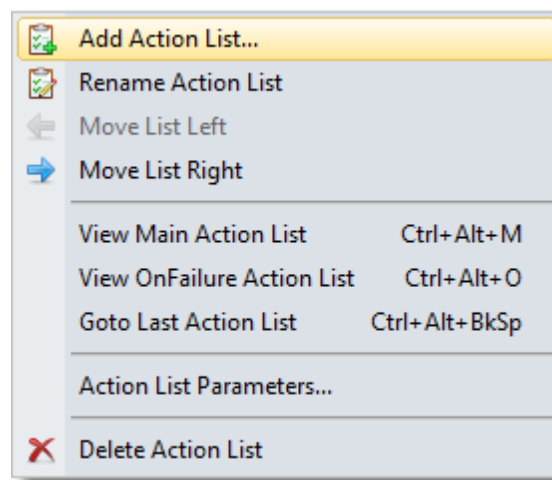 Add Action List...
Rename Action List
Move List Left
Move List Right
View Main Action List Ctrl+Alt+M
View OnFailure Action List Ctrl+Alt+O
Goto Last Action List Ctrl+Alt+BkSp
Action List Parameters...
Delete Action List